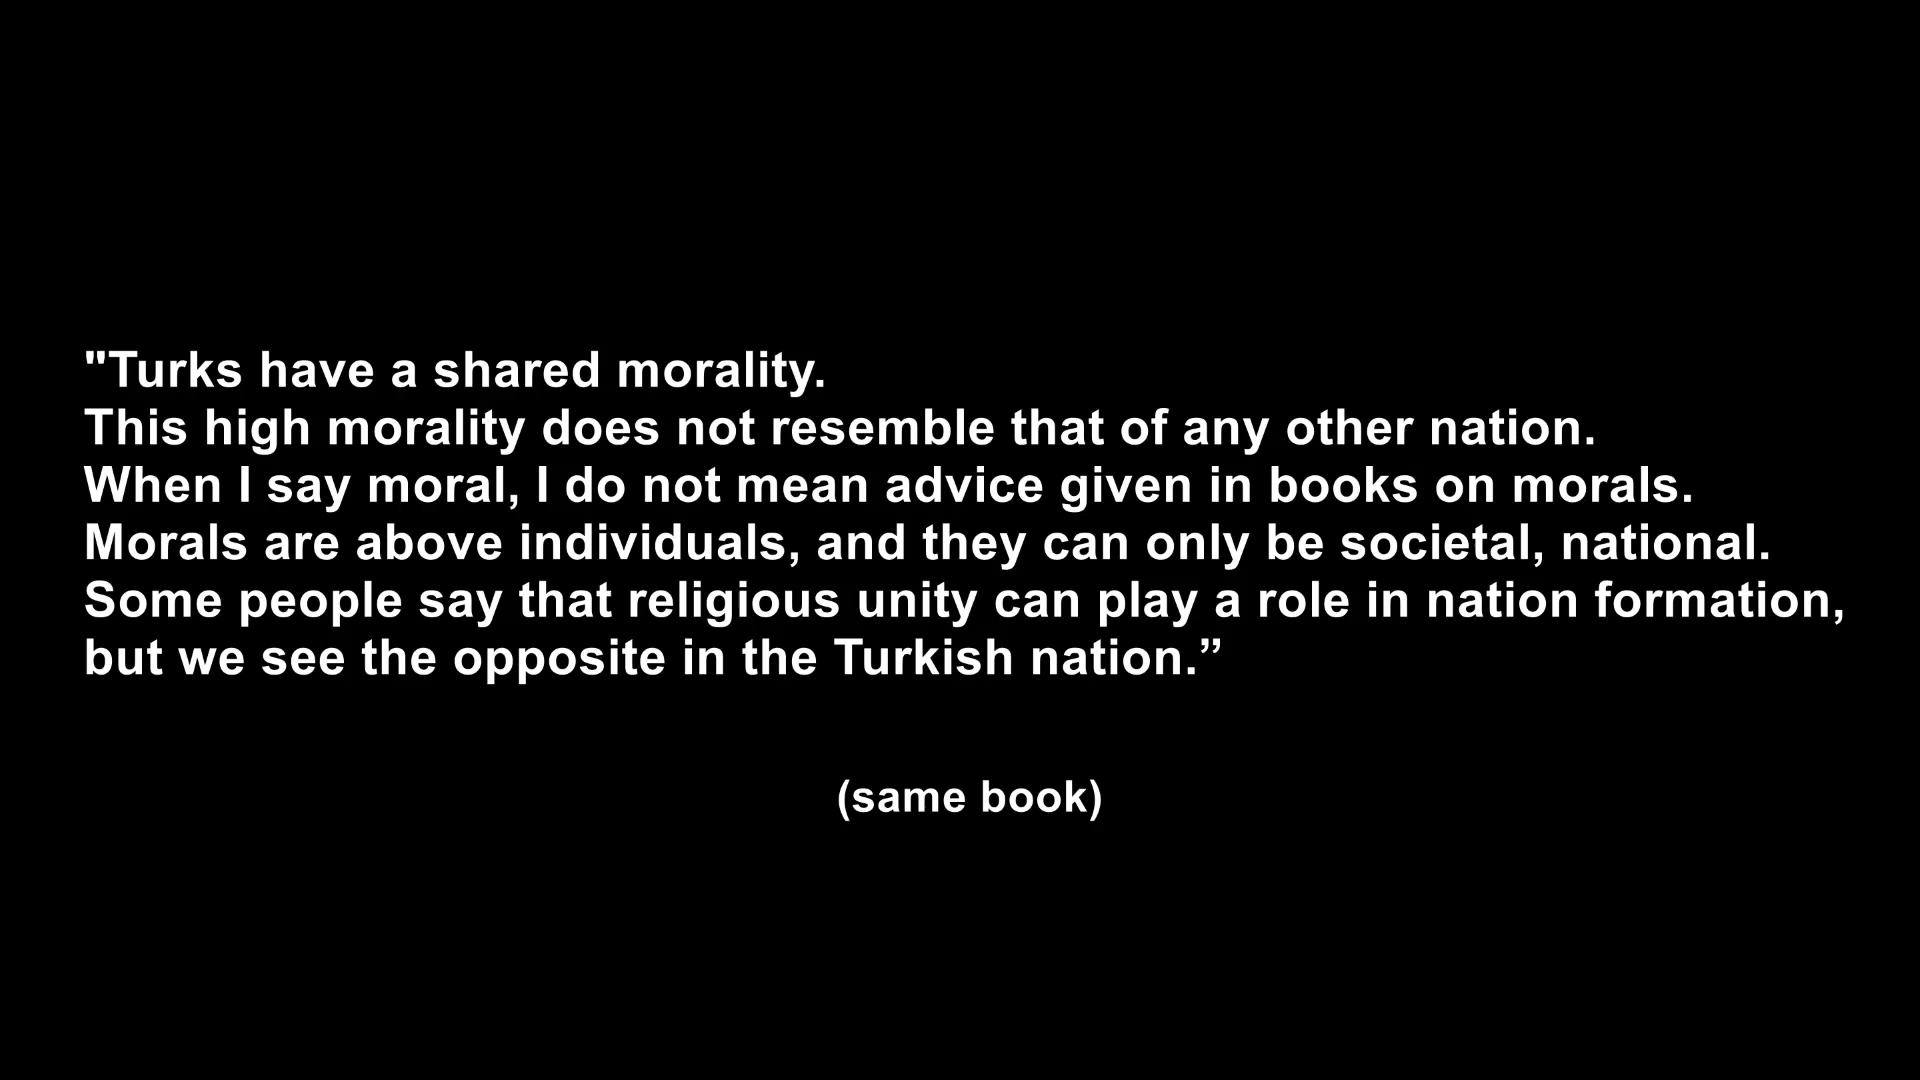 "Turks have a shared morality.
This high morality does not resemble that of any other nation.
When I say moral, I do not mean advice given in books on morals.
Morals are above individuals, and they can only be societal, national.
Some people say that religious unity can play a role in nation formation,
but we see the opposite in the Turkish nation.”
(same book)